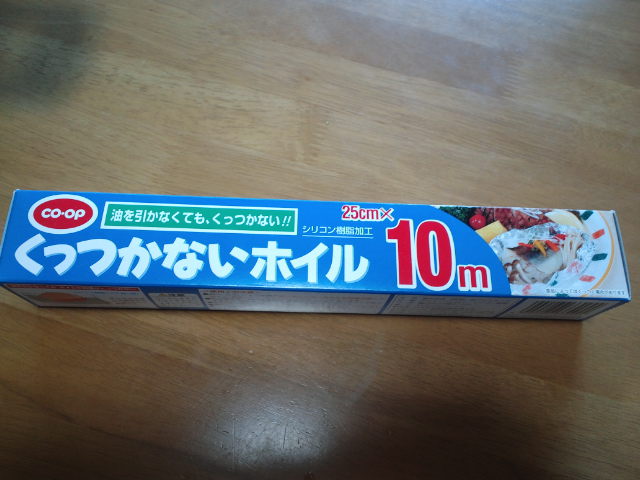 CO·OP
油を引かなくても、くっつかない!!
くっつかないホイル
シリコン樹脂加工
25cm×
10m